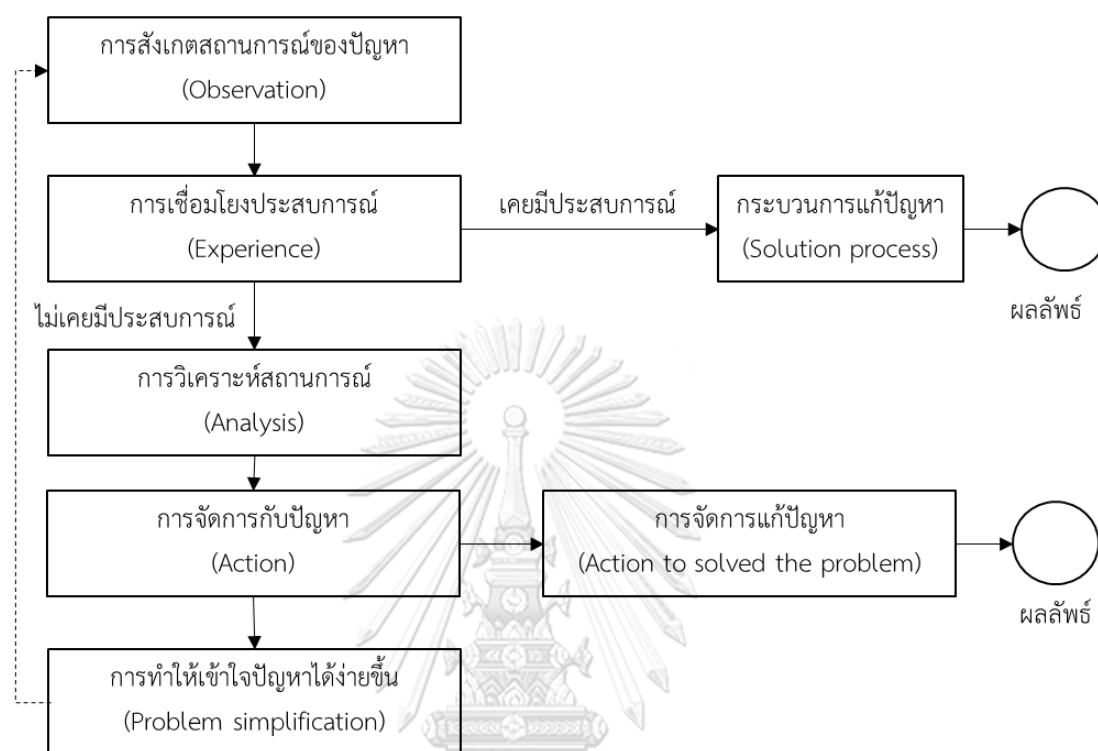 การสังเกตสถานการณ์ของปัญหา
(Observation)
การเชื่อมโยงประสบการณ์
(Experience)
เคยมีประสบการณ์
กระบวนการแก้ปัญหา
(Solution process)
ผลลัพธ์
ไม่เคยมีประสบการณ์
การวิเคราะห์สถานการณ์
(Analysis)
การจัดการกับปัญหา
(Action)
การจัดการแก้ปัญหา
(Action to solved the problem)
ผลลัพธ์
การทำให้เข้าใจปัญหาได้ง่ายขึ้น
(Problem simplification)